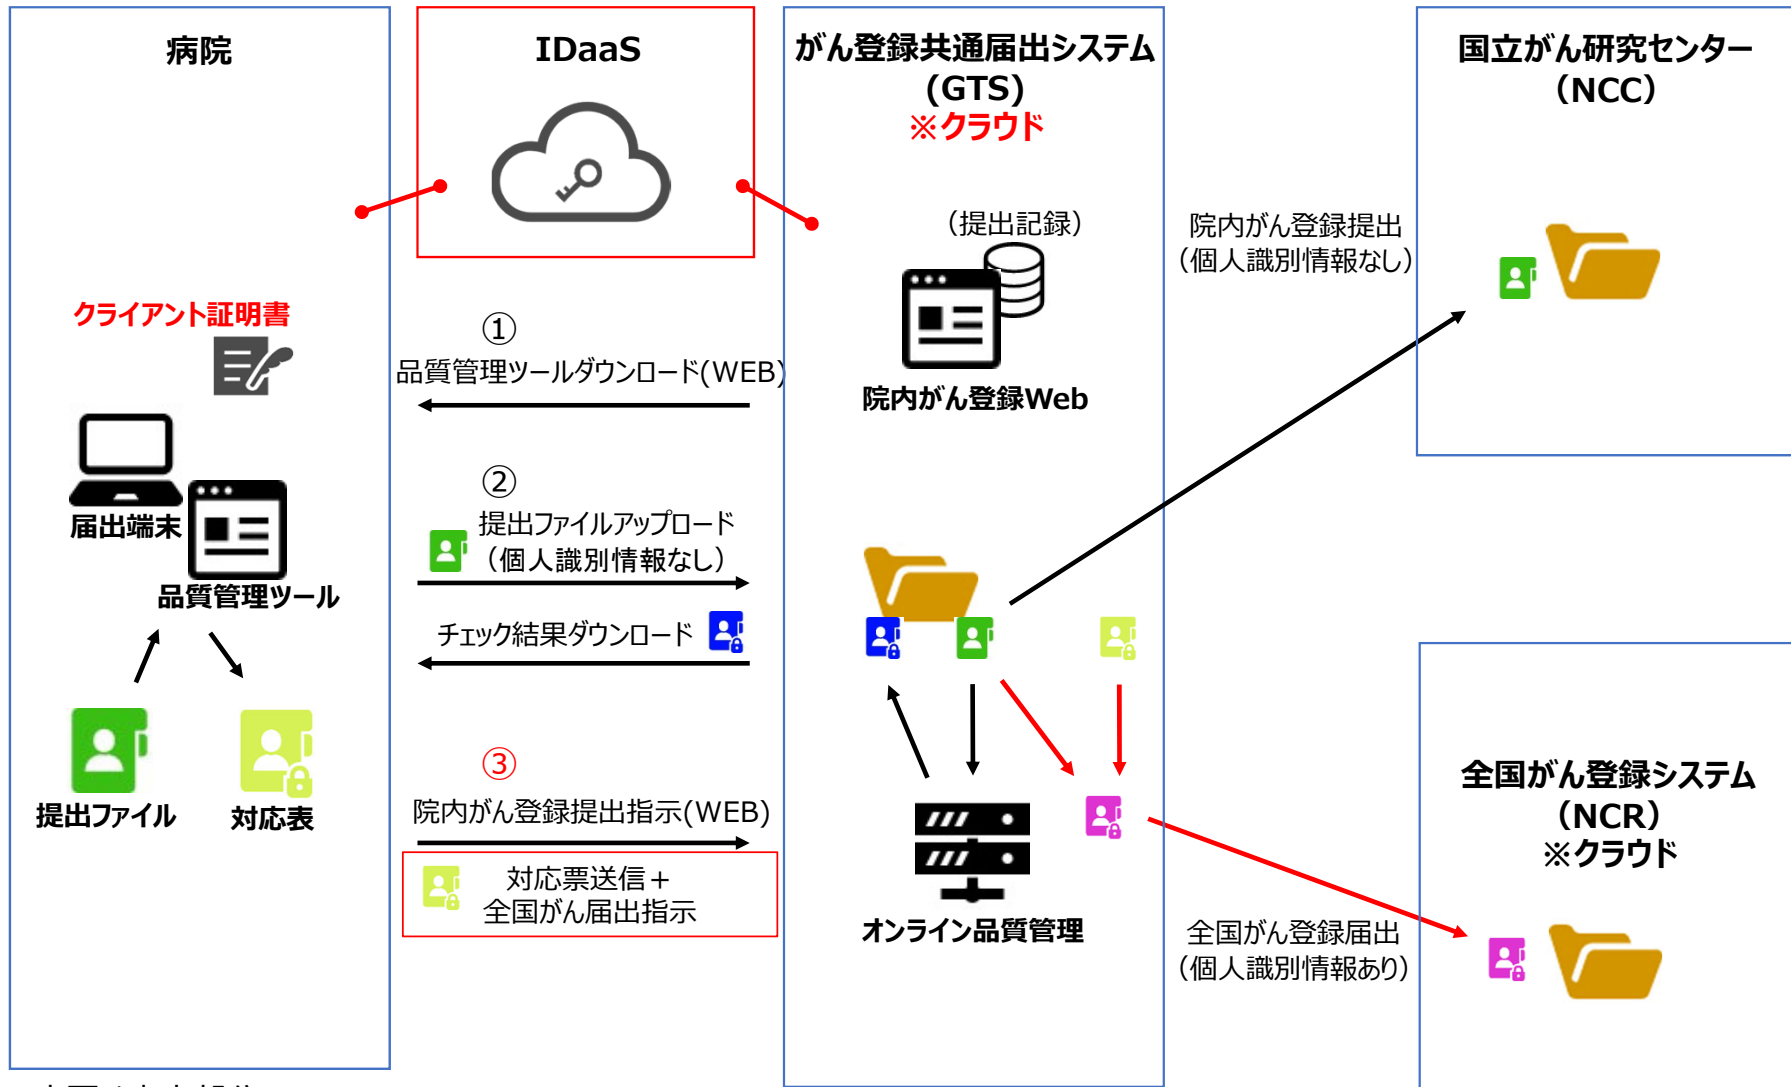 病院
IDaaS
がん登録共通届出システム
(GTS)
※クラウド
国立がん研究センター
（NCC）
（提出記録）
院内がん登録提出
（個人識別情報なし）
クライアント証明書
①
品質管理ツールダウンロード(WEB)
院内がん登録Web
②
提出ファイルアップロード
（個人識別情報なし）
届出端末
品質管理ツール
チェック結果ダウンロード
③
院内がん登録提出指示(WEB)
提出ファイル
対応表
対応票送信＋
全国がん届出指示
オンライン品質管理
全国がん登録システム
（NCR）
※クラウド
全国がん登録届出
（個人識別情報あり）